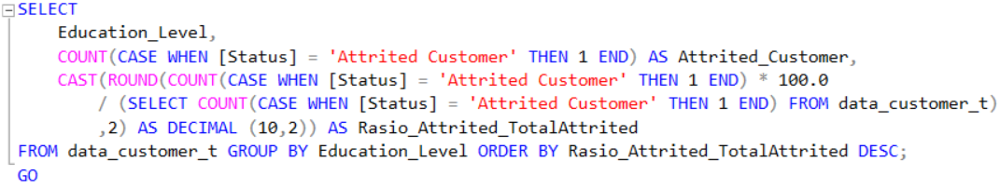 SELECT
Education_Level,
COUNT(CASE WHEN [Status] = 'Attrited Customer' THEN 1 END) AS Attrited_Customer,
CAST(ROUND(COUNT(CASE WHEN [Status] = 'Attrited Customer' THEN 1 END) * 100.0
/ (SELECT COUNT(CASE WHEN [Status] = 'Attrited Customer' THEN 1 END) FROM data_customer_t)
,2) AS DECIMAL (10,2)) AS Rasio_Attrited_TotalAttrited
FROM data_customer_t GROUP BY Education_Level ORDER BY Rasio_Attrited_TotalAttrited DESC;
GO